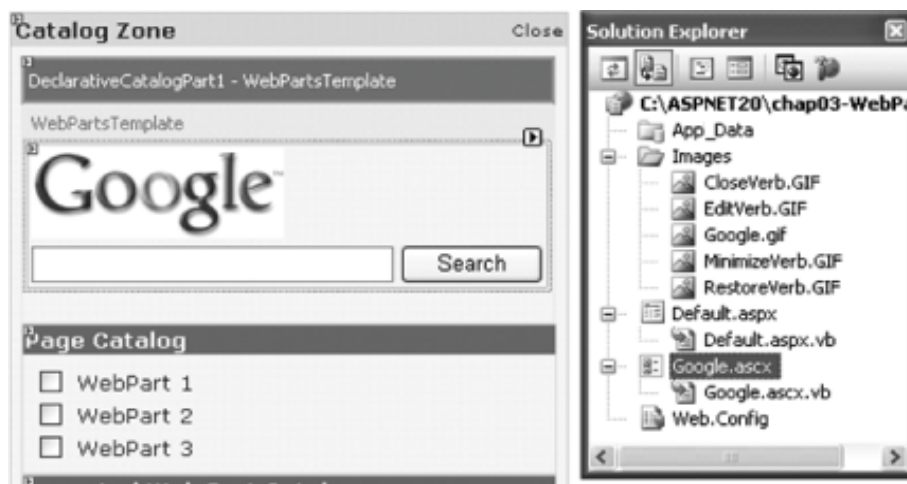 Catalog Zone
Close
DeclarativeCatalogPart1 - WebPartsTemplate
WebPartsTemplate
Google
Search
Page Catalog
WebPart 1
WebPart 2
WebPart 3
Solution Explorer
C:\ASPNET20\chap03-WebPa
App_Data
Images
CloseVerb.GIF
EditVerb.GIF
Google.gif
MinimizeVerb.GIF
RestoreVerb.GIF
Default.aspx
Default.aspx.vb
Google.ascx
Google.ascx.vb
Web.Config